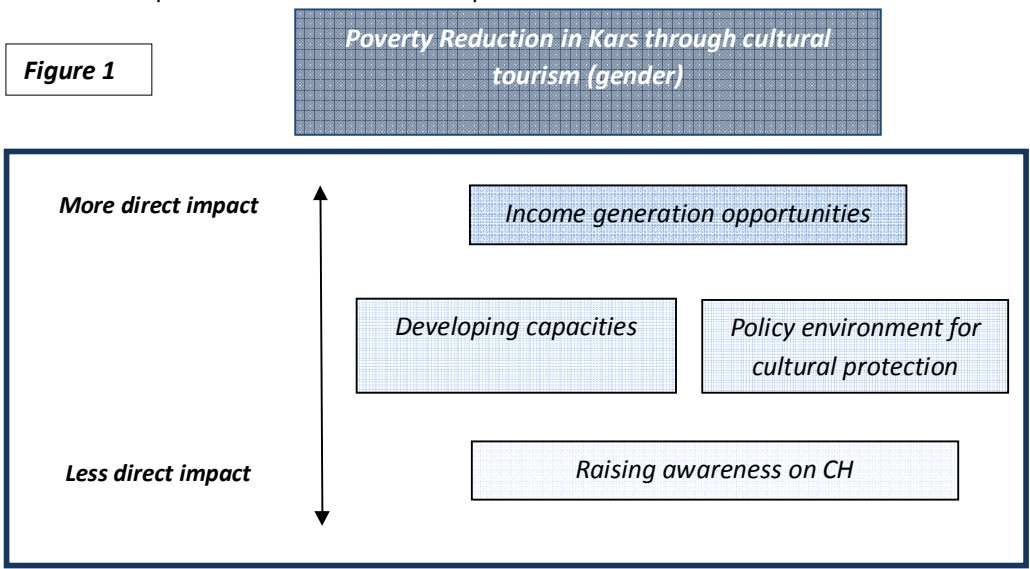 Poverty Reduction in Kars through cultural
tourism (gender)
Figure 1
More direct impact
Income generation opportunities
Developing capacities
Policy environment for
cultural protection
Less direct impact
Raising awareness on CH